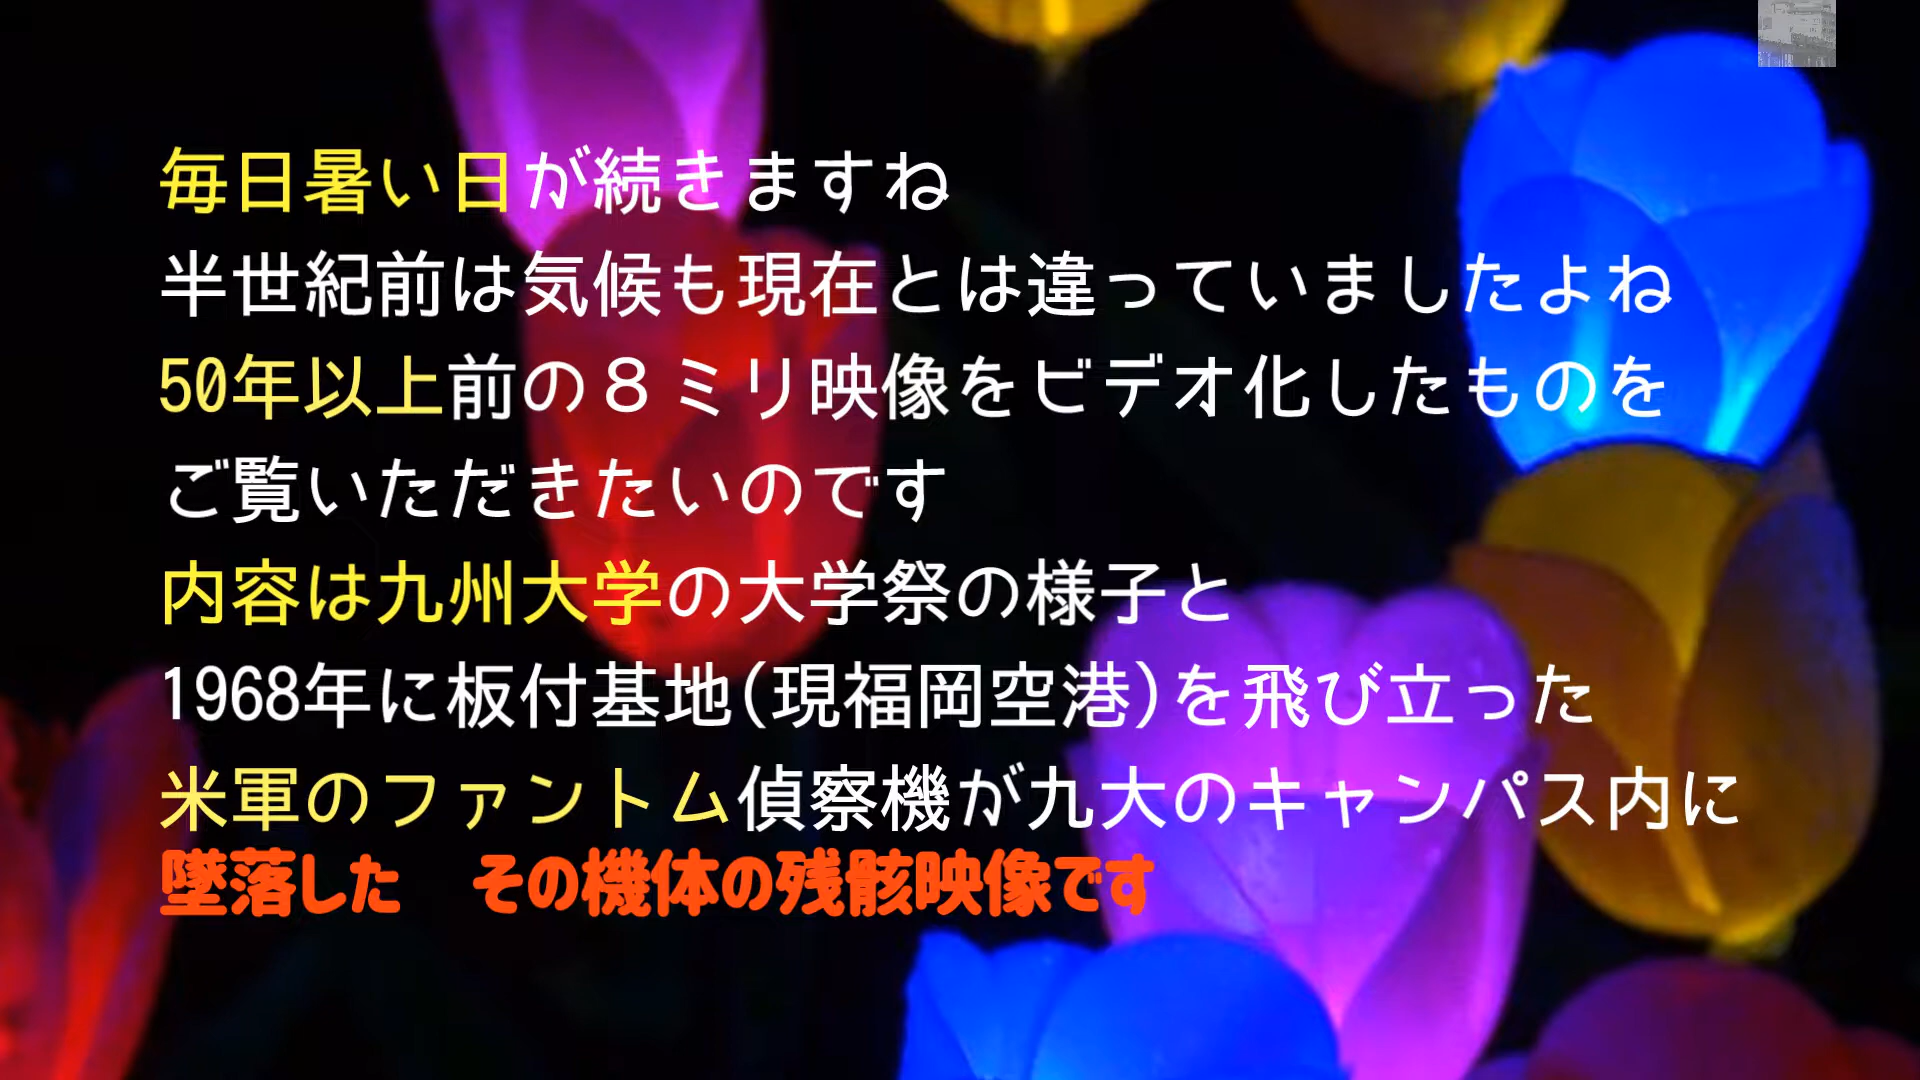 毎日暑い日が続きますね
半世紀前は気候も現在とは違っていましたよね
50年以上前の８ミリ映像をビデオ化したものを
ご覧いただきたいのです
内容は九州大学の大学祭の様子と
1968年に板付基地(現福岡空港)を飛び立った
米軍のファントム偵察機が九大のキャンパス内に
墜落した　その機体の残骸映像です